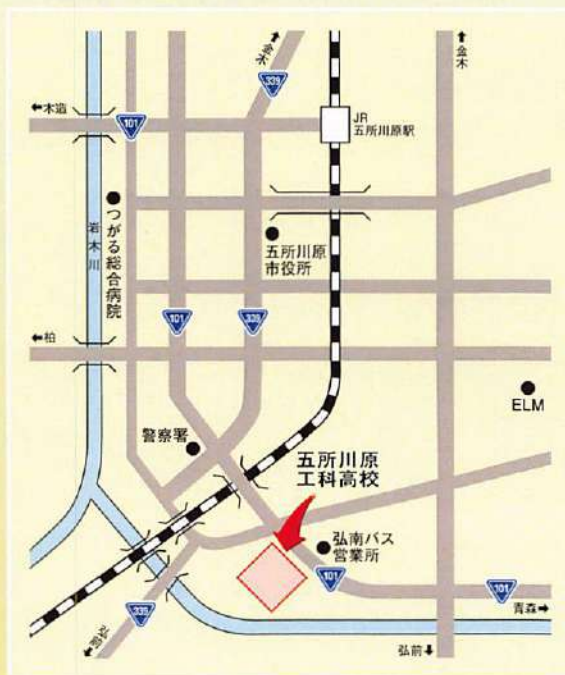 金木
339
金木
←木造
101
JR
五所川原駅
つがる総合病院
岩木川
五所川原
市役所
101
339
←柏
ELM
警察署
五所川原
工科高校
弘南バス
営業所
101
101
339
青森→
弘前
弘前